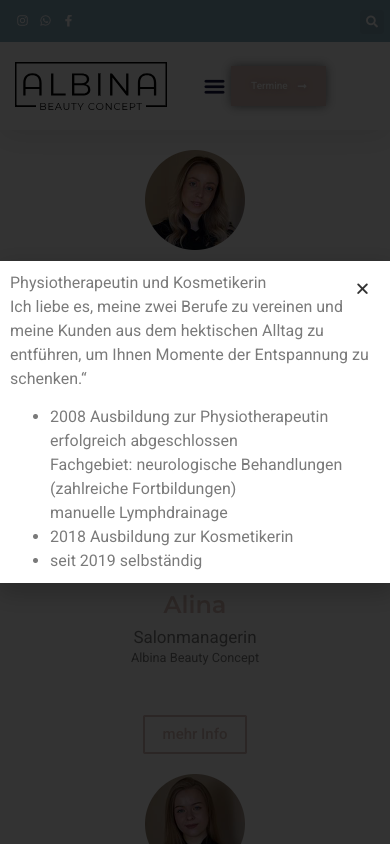 ALBINA
BEAUTY CONCEPT
Termine →
Physiotherapeutin und Kosmetikerin
Ich liebe es, meine zwei Berufe zu vereinen und
meine Kunden aus dem hektischen Alltag zu
entführen, um Ihnen Momente der Entspannung zu
schenken.“
• 2008 Ausbildung zur Physiotherapeutin
erfolgreich abgeschlossen
Fachgebiet: neurologische Behandlungen
(zahlreiche Fortbildungen)
manuelle Lymphdrainage
• 2018 Ausbildung zur Kosmetikerin
• seit 2019 selbständig
Alina
Salonmanagerin
Albina Beauty Concept
mehr Info